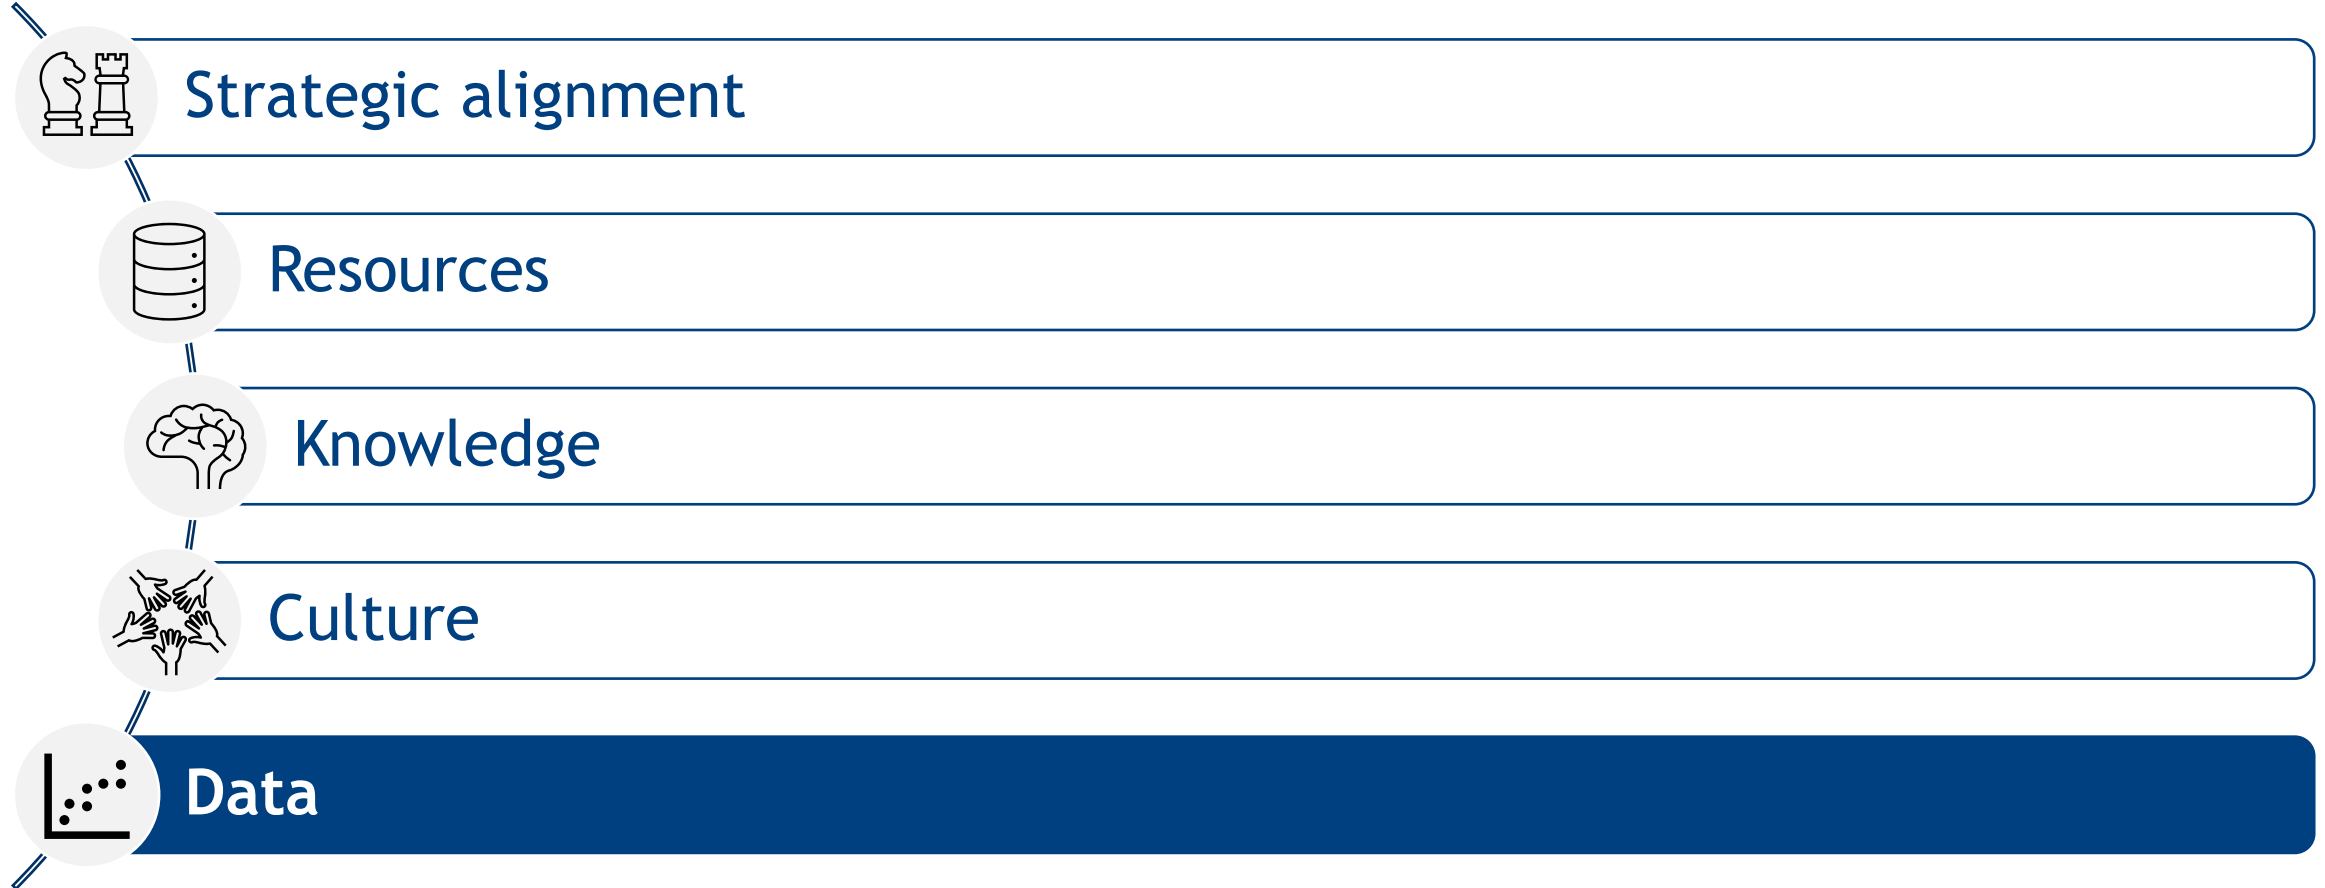 Strategic alignment
Resources
Knowledge
Culture
Data